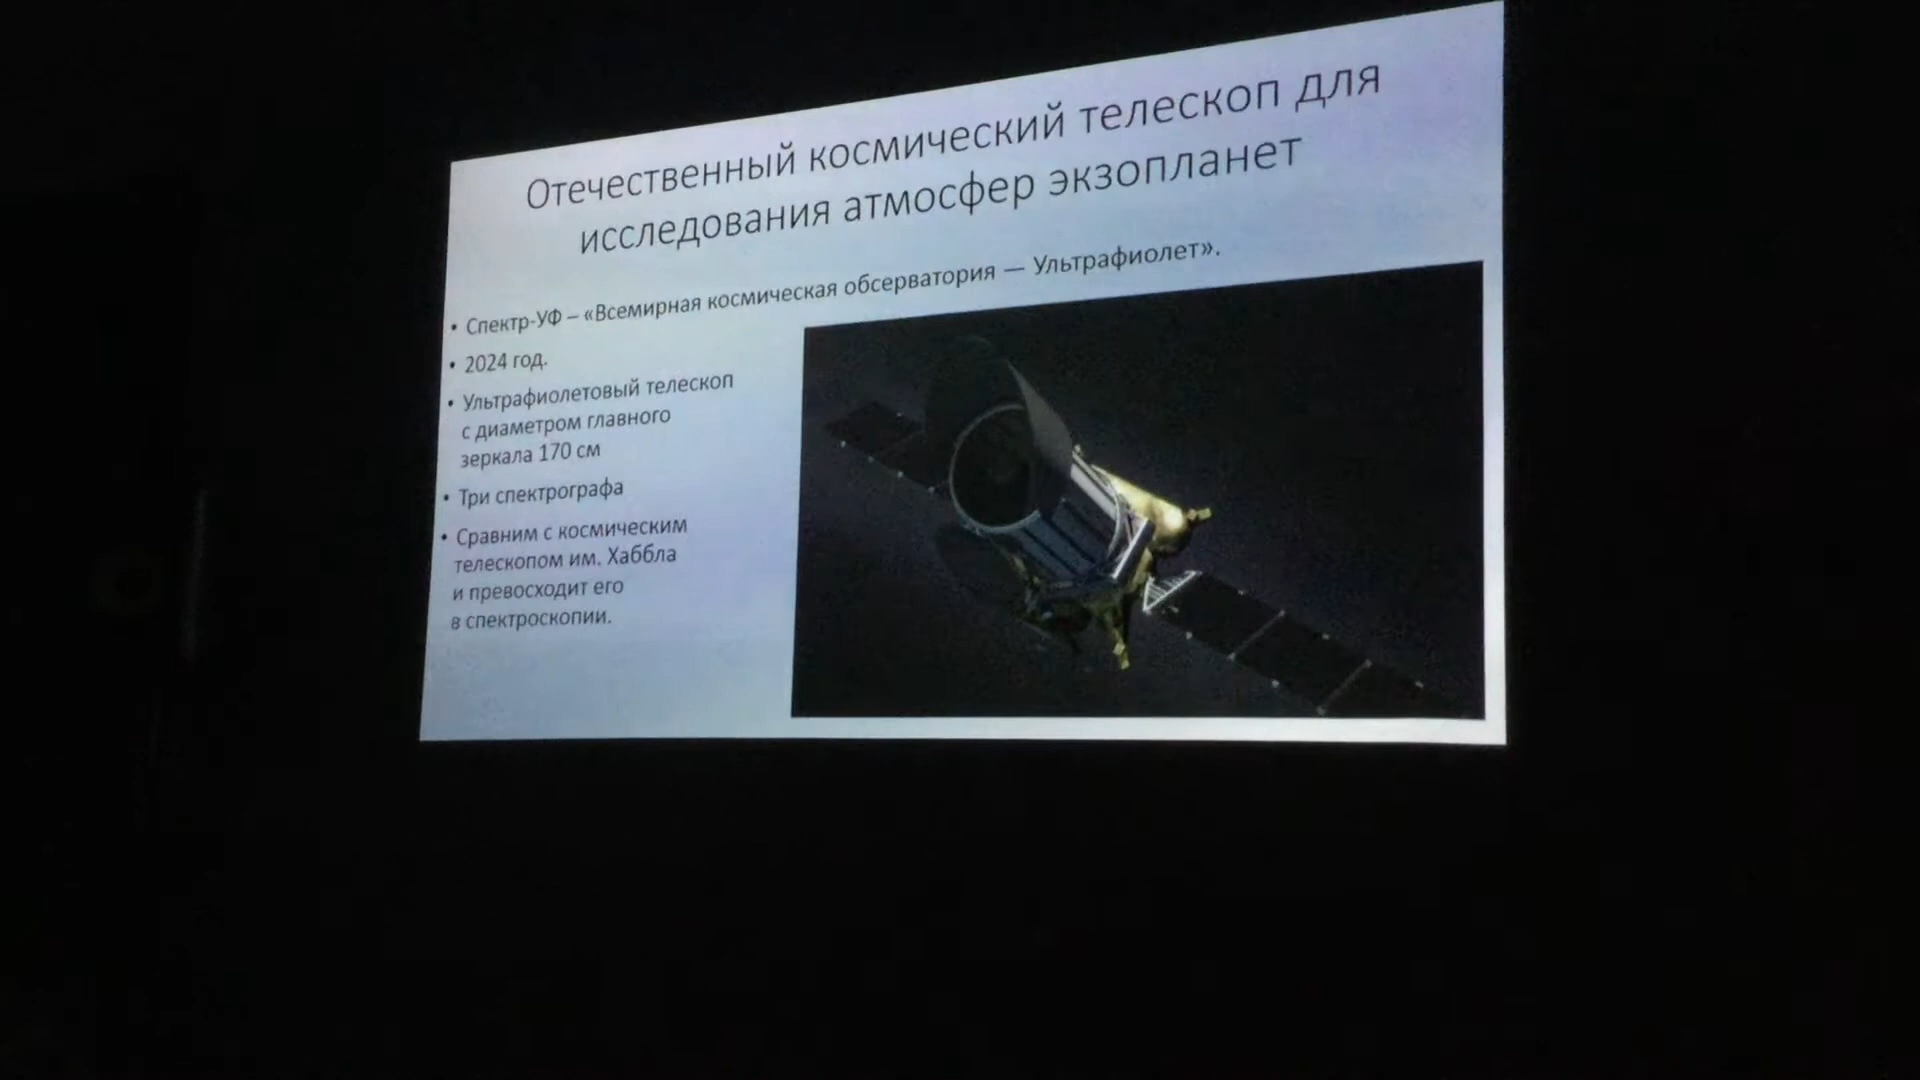 Отечественный космический телескоп для
исследования атмосфер экзопланет
• Спектр-УФ – «Всемирная космическая обсерватория — Ультрафиолет».
• 2024 год.
• Ультрафиолетовый телескоп
с диаметром главного
зеркала 170 см
• Три спектрографа
• Сравним с космическим
телескопом им. Хаббла
и превосходит его
в спектроскопии.